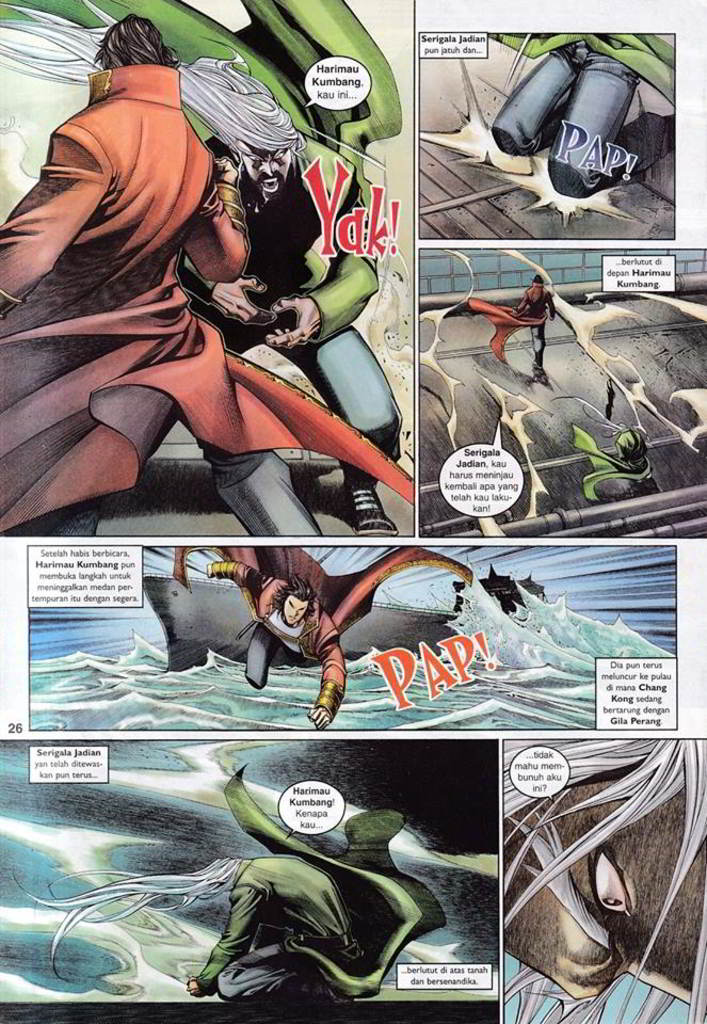 Harimau
Kumbang,
kau ini...
Yak!
Serigala Jadian
pun jatuh dan...
PAP!
...berlutut di
depan Harimau
Kumbang.
Serigala
Jadian, kau
harus meninjau
kembali apa yang
telah kau laku-
kan!
Setelah habis berbicara,
Harimau Kumbang pun
membuka langkah untuk
meninggalkan medan per-
tempuran itu dengan segera.
PAP!
Dia pun terus
meluncur ke pulau
di mana Chang
Kong sedang
bertarung dengan
Gila Perang.
26
Serigala Jadian
yan telah ditewas-
kan pun terus...
Harimau
Kumbang!
Kenapa
kau...
...berlutut di atas tanah
dan bersenandika.
...tidak
mahu mem-
bunuh aku
ini?